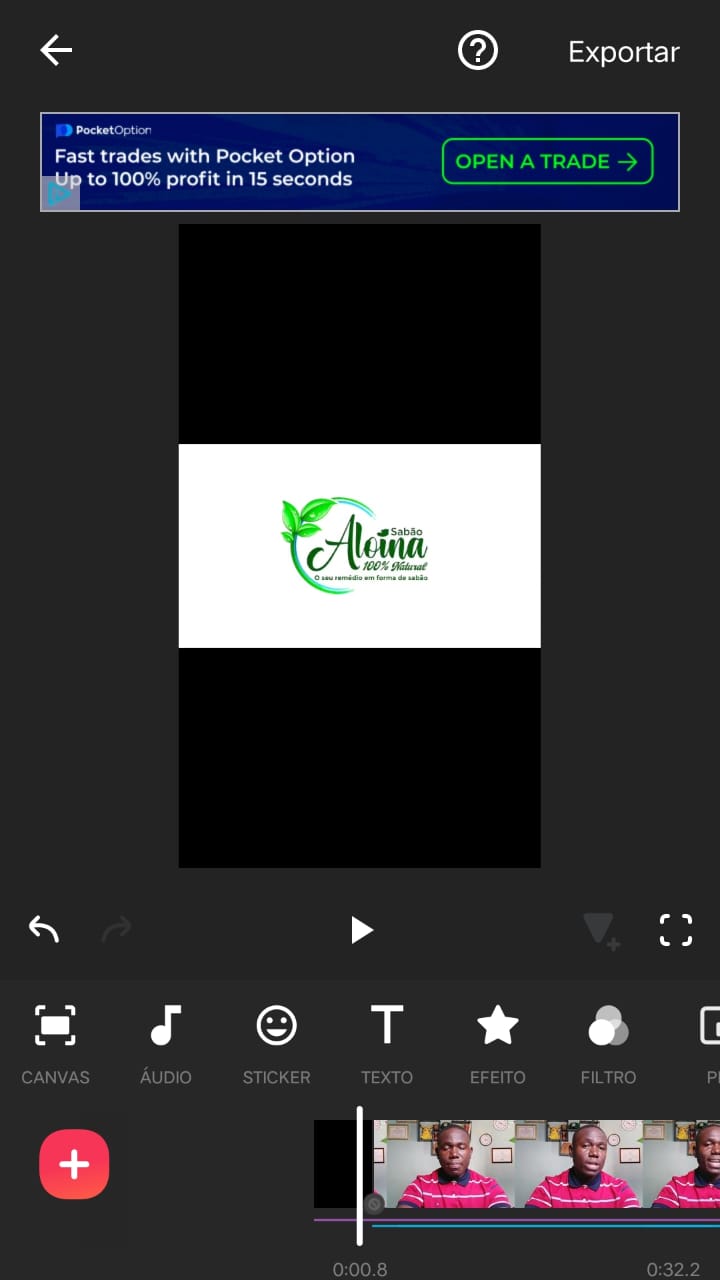 Exportar
PocketOption
Fast trades with Pocket Option
Up to 100% profit in 15 seconds
OPEN A TRADE →
Sabão
Aloina
100% Natural
O seu remédio em forma de sabão
CANVAS
ÁUDIO
STICKER
TEXTO
EFEITO
FILTRO
0:00.8
0:32.2